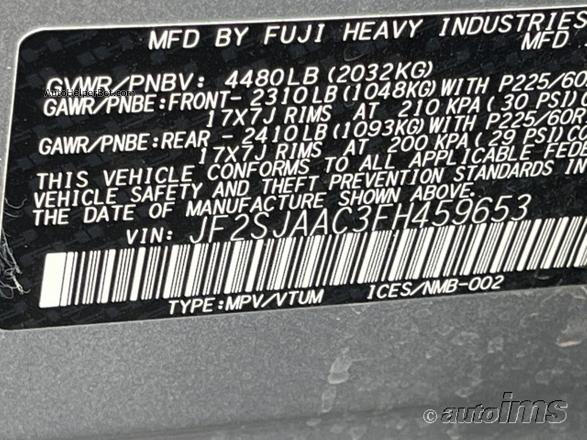 MFD BY FUJI HEAVY INDUSTRIES
MFD
GVWR/PNBV: 4480LB (2032KG)
GAWR/PNBE:FRONT- 2310LB (1048KG)WITH P225/60
17X7J RIMS AT 210 KPA (30 PSI)C
GAWR/PNBE:REAR - 2410LB (1093KG)WITH P225/60R
17X7J RIMS AT 200 KPA (29 PSI)C
THIS VEHICLE CONFORMS TO ALL APPLICABLE FEDE
VEHICLE SAFETY AND THEFT PREVENTION STANDARDS IN
DATE OF MANUFACTURE SHOWN ABOVE.
VIN: JF2SJAAC3FH459653
TYPE:MPV/VTUM ICES/NMB-002
AutoHelperBot.com
© autoims